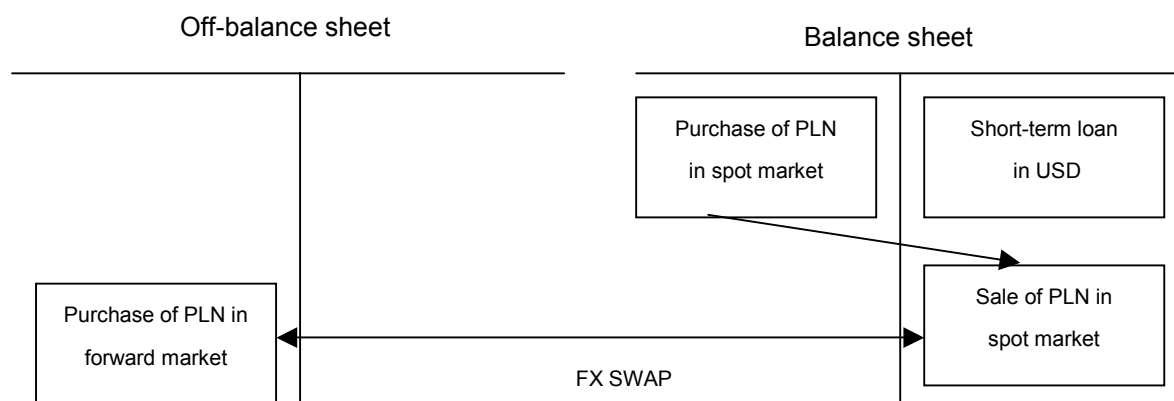 Off-balance sheet
Balance sheet
Purchase of PLN
in spot market
Short-term loan
in USD
Purchase of PLN in
forward market
Sale of PLN in
spot market
FX SWAP